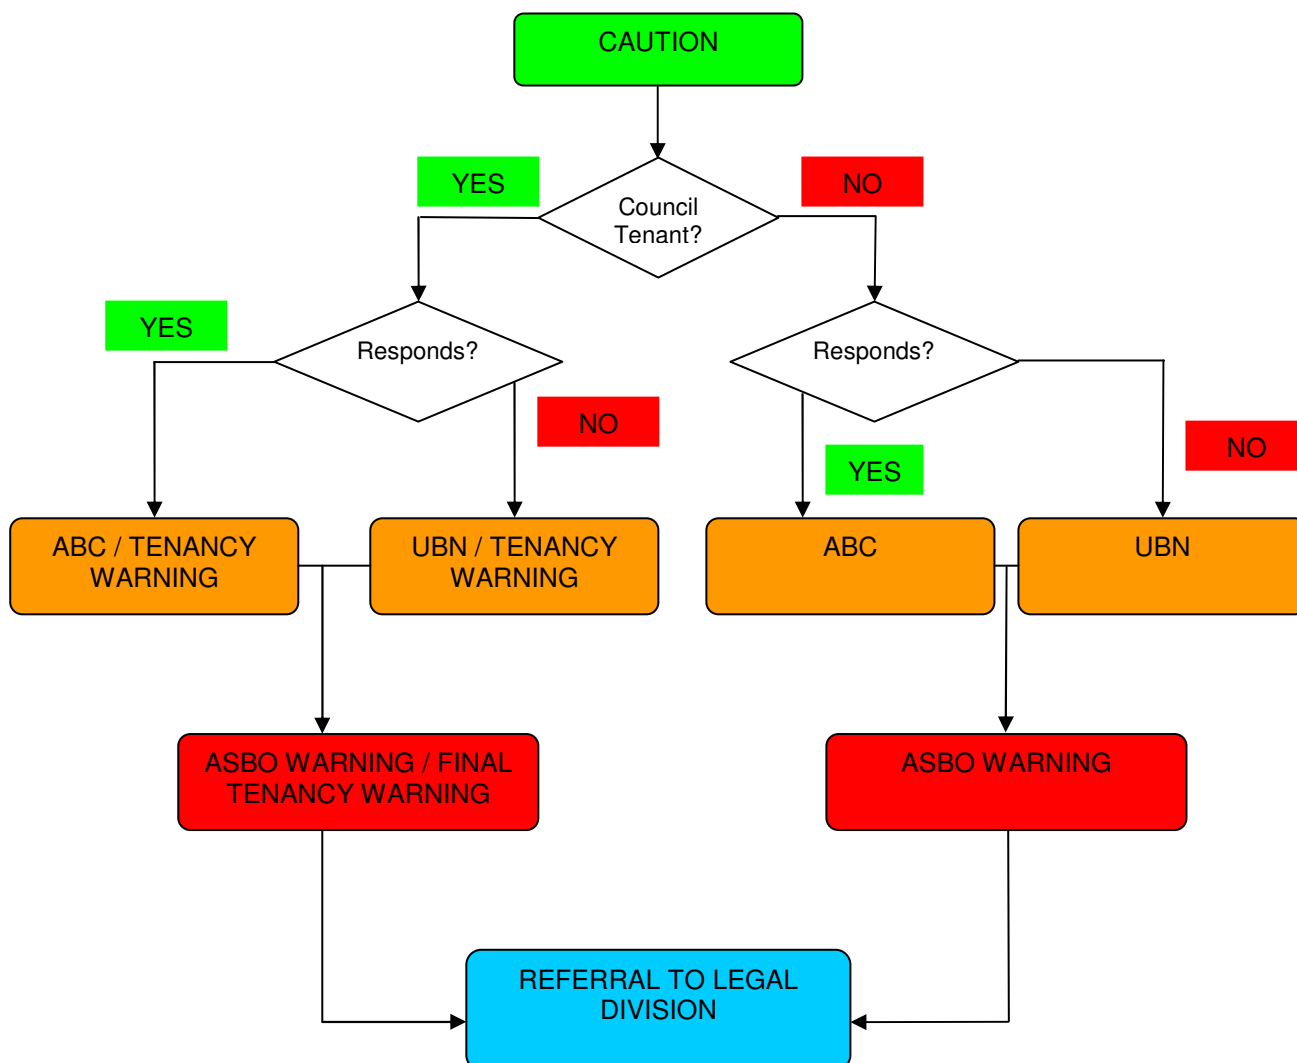 CAUTION
YES
NO
Council
Tenant?
YES
Responds?
Responds?
NO
YES
NO
ABC / TENANCY
WARNING
UBN / TENANCY
WARNING
ABC
UBN
ASBO WARNING / FINAL
TENANCY WARNING
ASBO WARNING
REFERRAL TO LEGAL
DIVISION